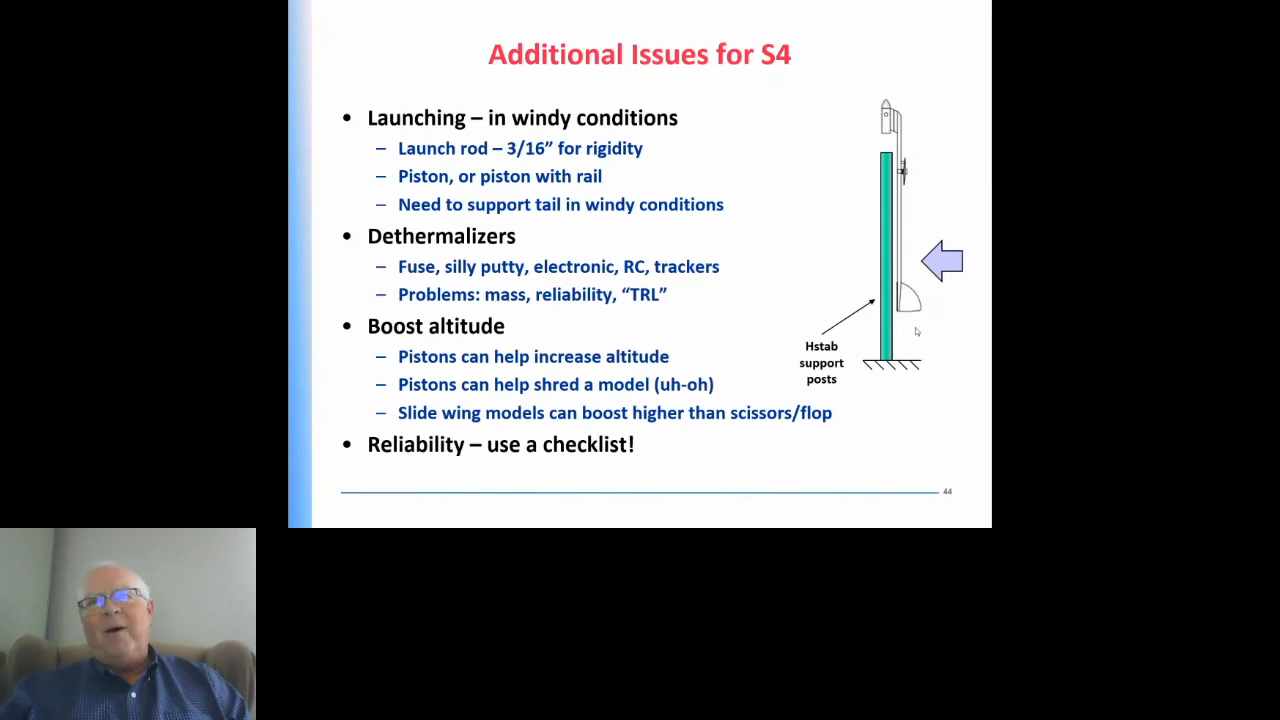 Additional Issues for S4
• Launching – in windy conditions
– Launch rod – 3/16” for rigidity
– Piston, or piston with rail
– Need to support tail in windy conditions
• Dethermalizers
– Fuse, silly putty, electronic, RC, trackers
– Problems: mass, reliability, “TRL”
• Boost altitude
– Pistons can help increase altitude
– Pistons can help shred a model (uh-oh)
– Slide wing models can boost higher than scissors/flop
• Reliability – use a checklist!
Hstab
support
posts
44